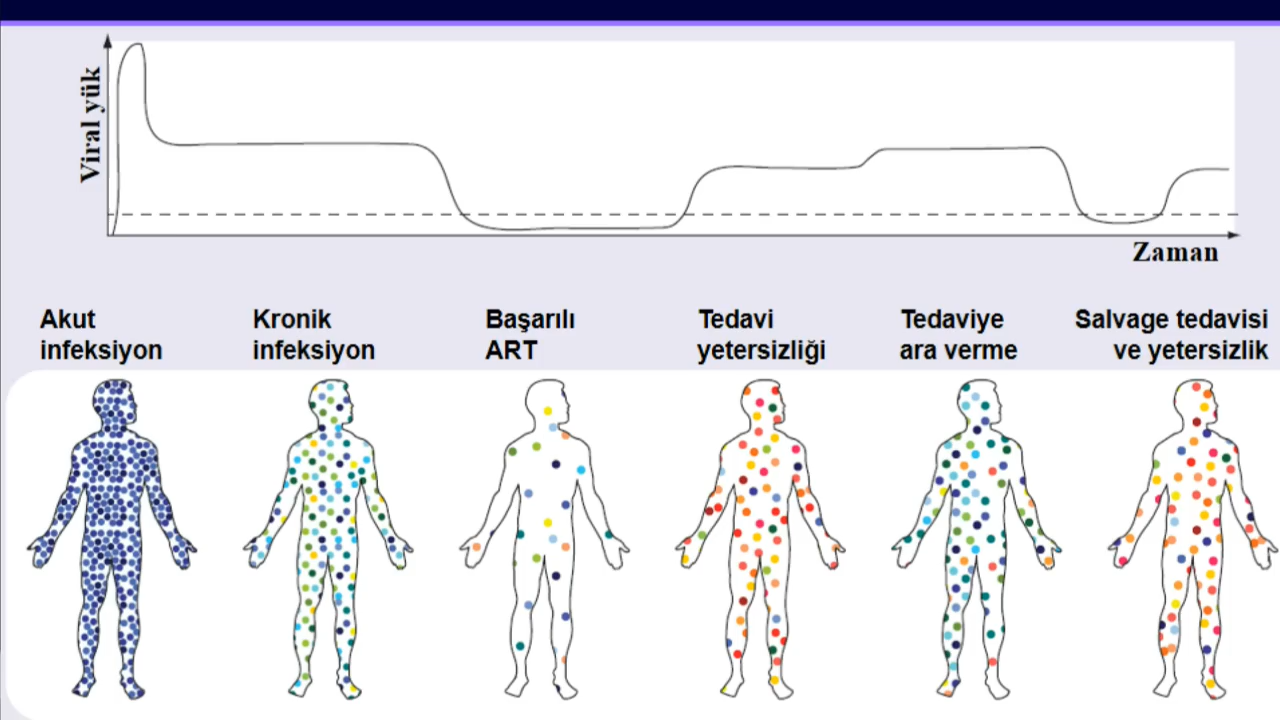 Viral yük
Zaman
Akut
infeksiyon
Kronik
infeksiyon
Başarılı
ART
Tedavi
yetersizliği
Tedaviye
ara verme
Salvage tedavisi
ve yetersizlik